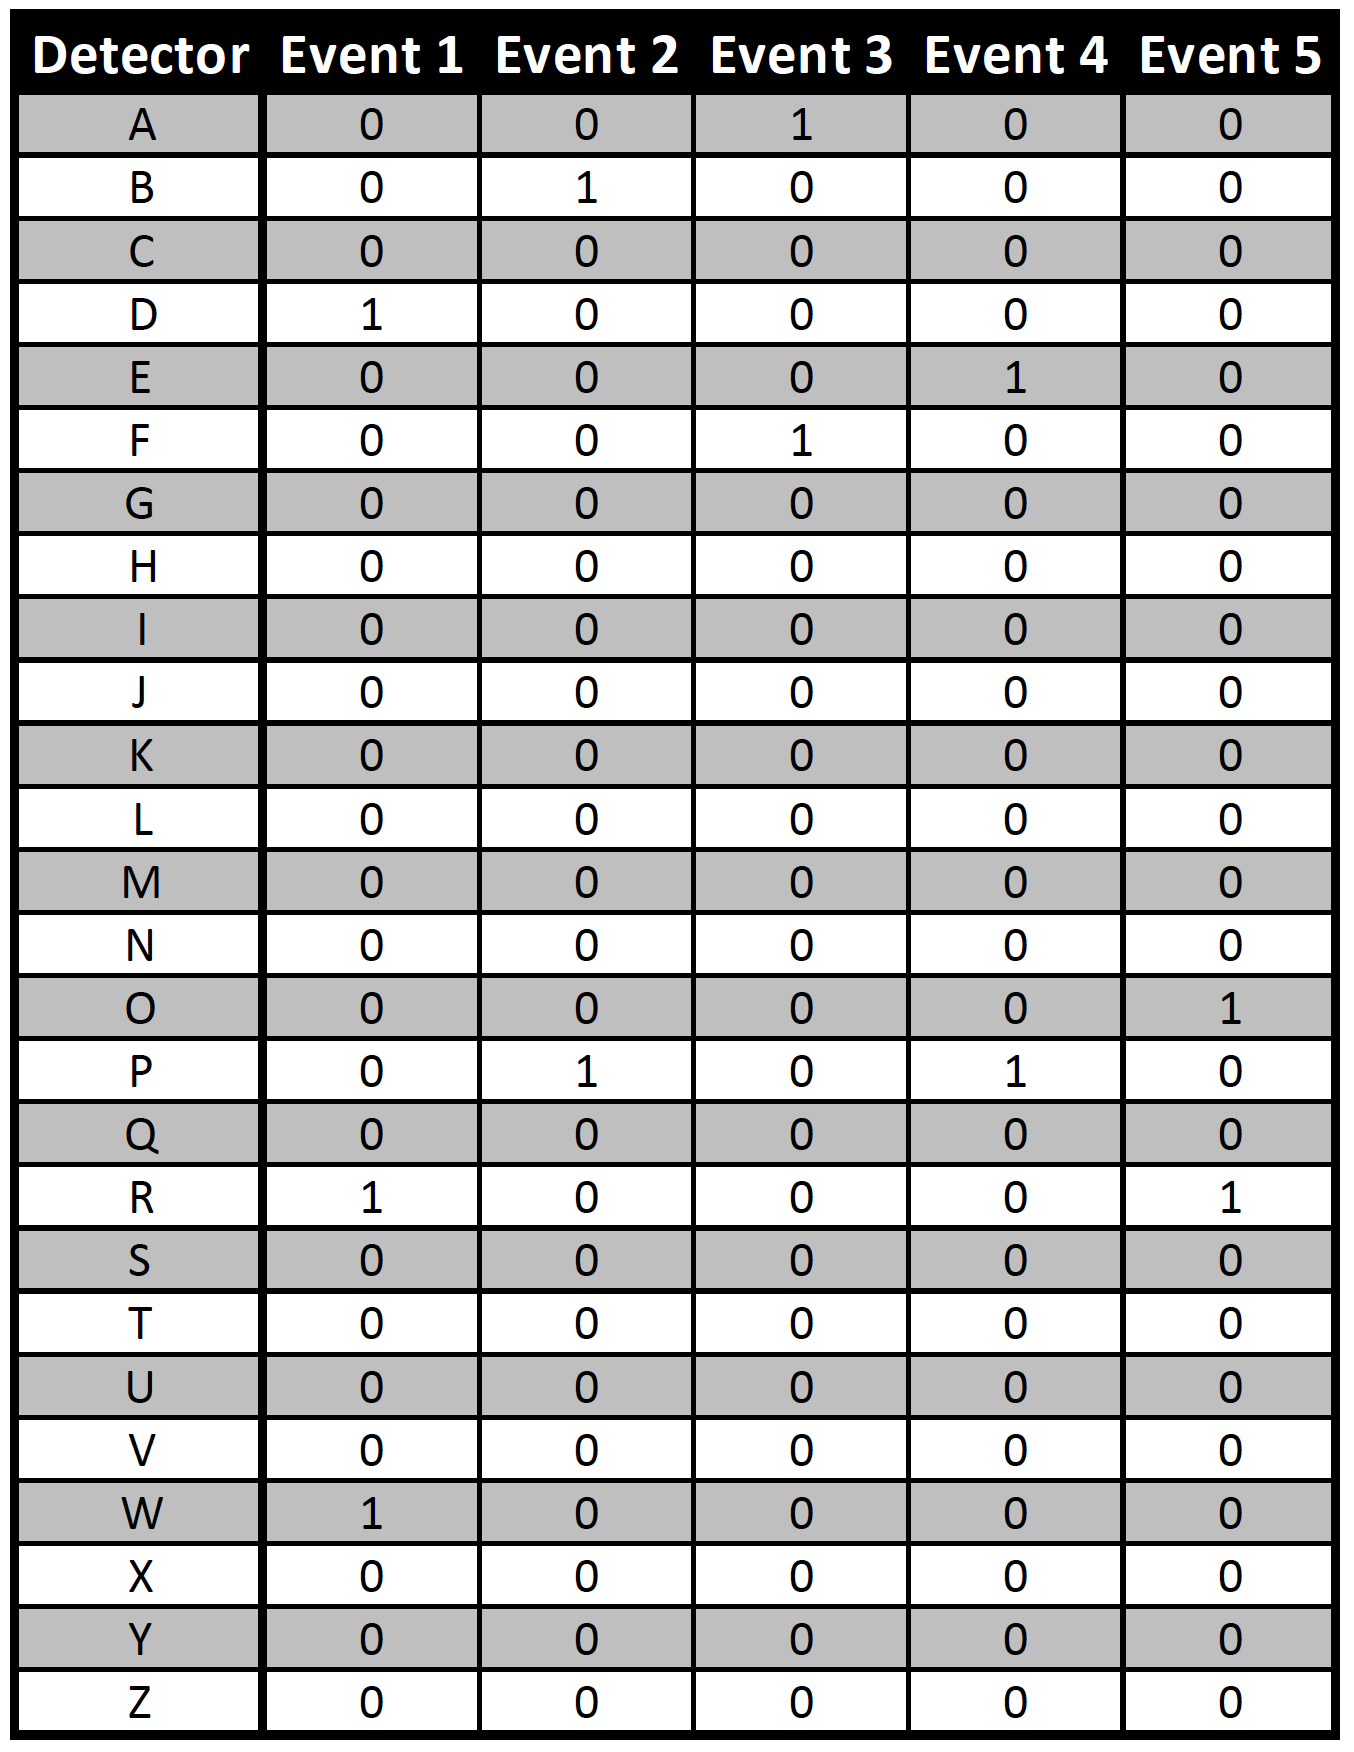 Detector Event 1 Event 2 Event 3 Event 4 Event 5
A 0 0 1 0 0
B 0 1 0 0 0
C 0 0 0 0 0
D 1 0 0 0 0
E 0 0 0 1 0
F 0 0 1 0 0
G 0 0 0 0 0
H 0 0 0 0 0
I 0 0 0 0 0
J 0 0 0 0 0
K 0 0 0 0 0
L 0 0 0 0 0
M 0 0 0 0 0
N 0 0 0 0 0
O 0 0 0 0 1
P 0 1 0 1 0
Q 0 0 0 0 0
R 1 0 0 0 1
S 0 0 0 0 0
T 0 0 0 0 0
U 0 0 0 0 0
V 0 0 0 0 0
W 1 0 0 0 0
X 0 0 0 0 0
Y 0 0 0 0 0
Z 0 0 0 0 0